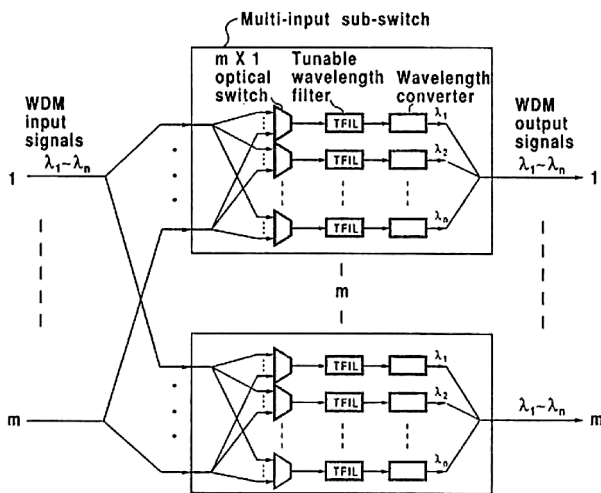 Multi-input sub-switch
m X 1
optical
switch
Tunable
wavelength
filter
Wavelength
converter
WDM
input
signals
λ1~λn
WDM
output
signals
λ1~λn
1
TFIL
λ1
TFIL
λ2
TFIL
λn
1
m
TFIL
λ1
TFIL
λ2
TFIL
λn
m
λ1~λn
m